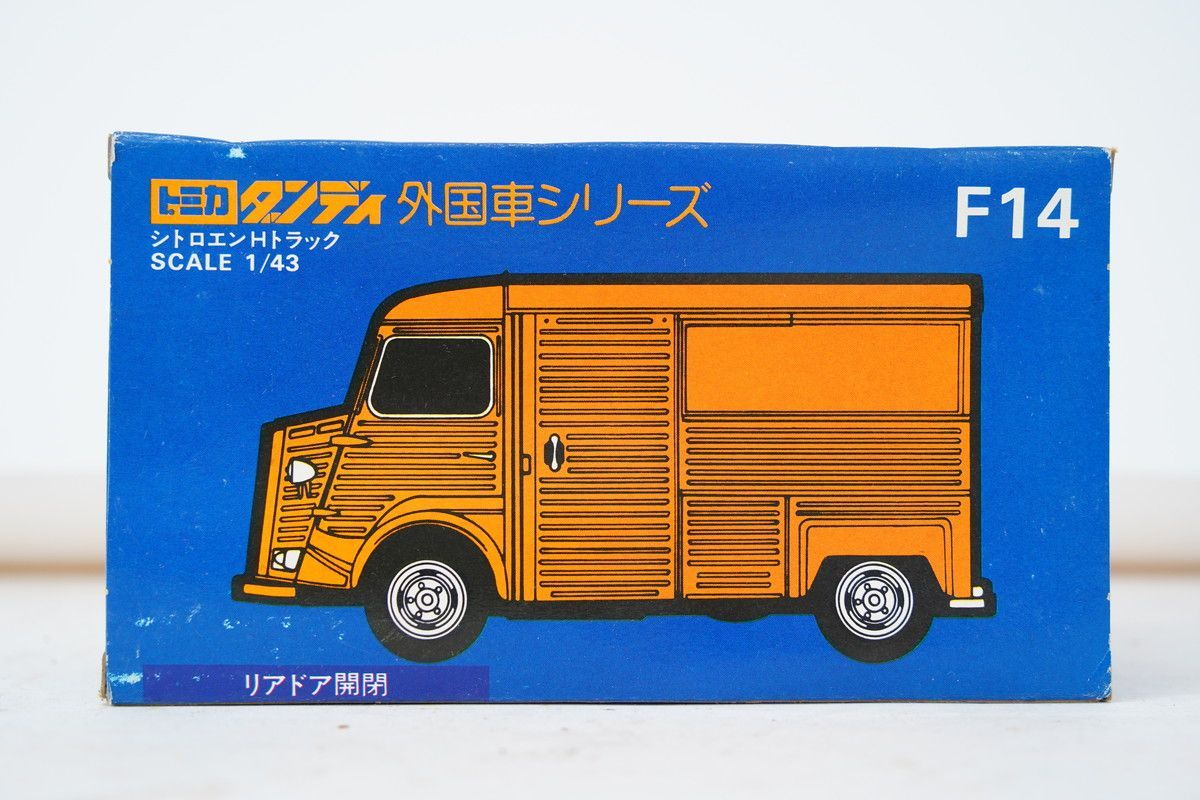 トミカ ダンディ 外国車シリーズ
F14
シトロエンHトラック
SCALE 1/43
リアドア開閉